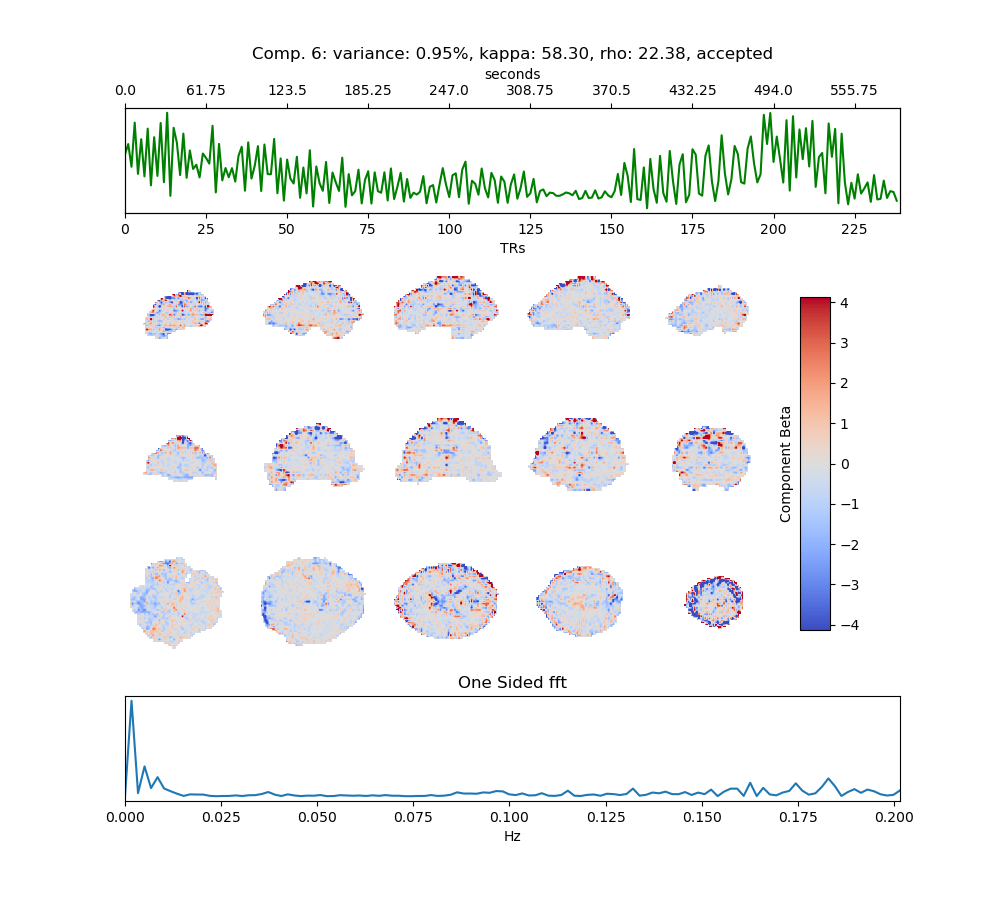 Comp. 6: variance: 0.95%, kappa: 58.30, rho: 22.38, accepted
seconds
0.0 61.75 123.5 185.25 247.0 308.75 370.5 432.25 494.0 555.75
0 25 50 75 100 125 150 175 200 225
TRs
4
3
2
1
0
−1
−2
−3
−4
Component Beta
One Sided fft
0.000 0.025 0.050 0.075 0.100 0.125 0.150 0.175 0.200
Hz